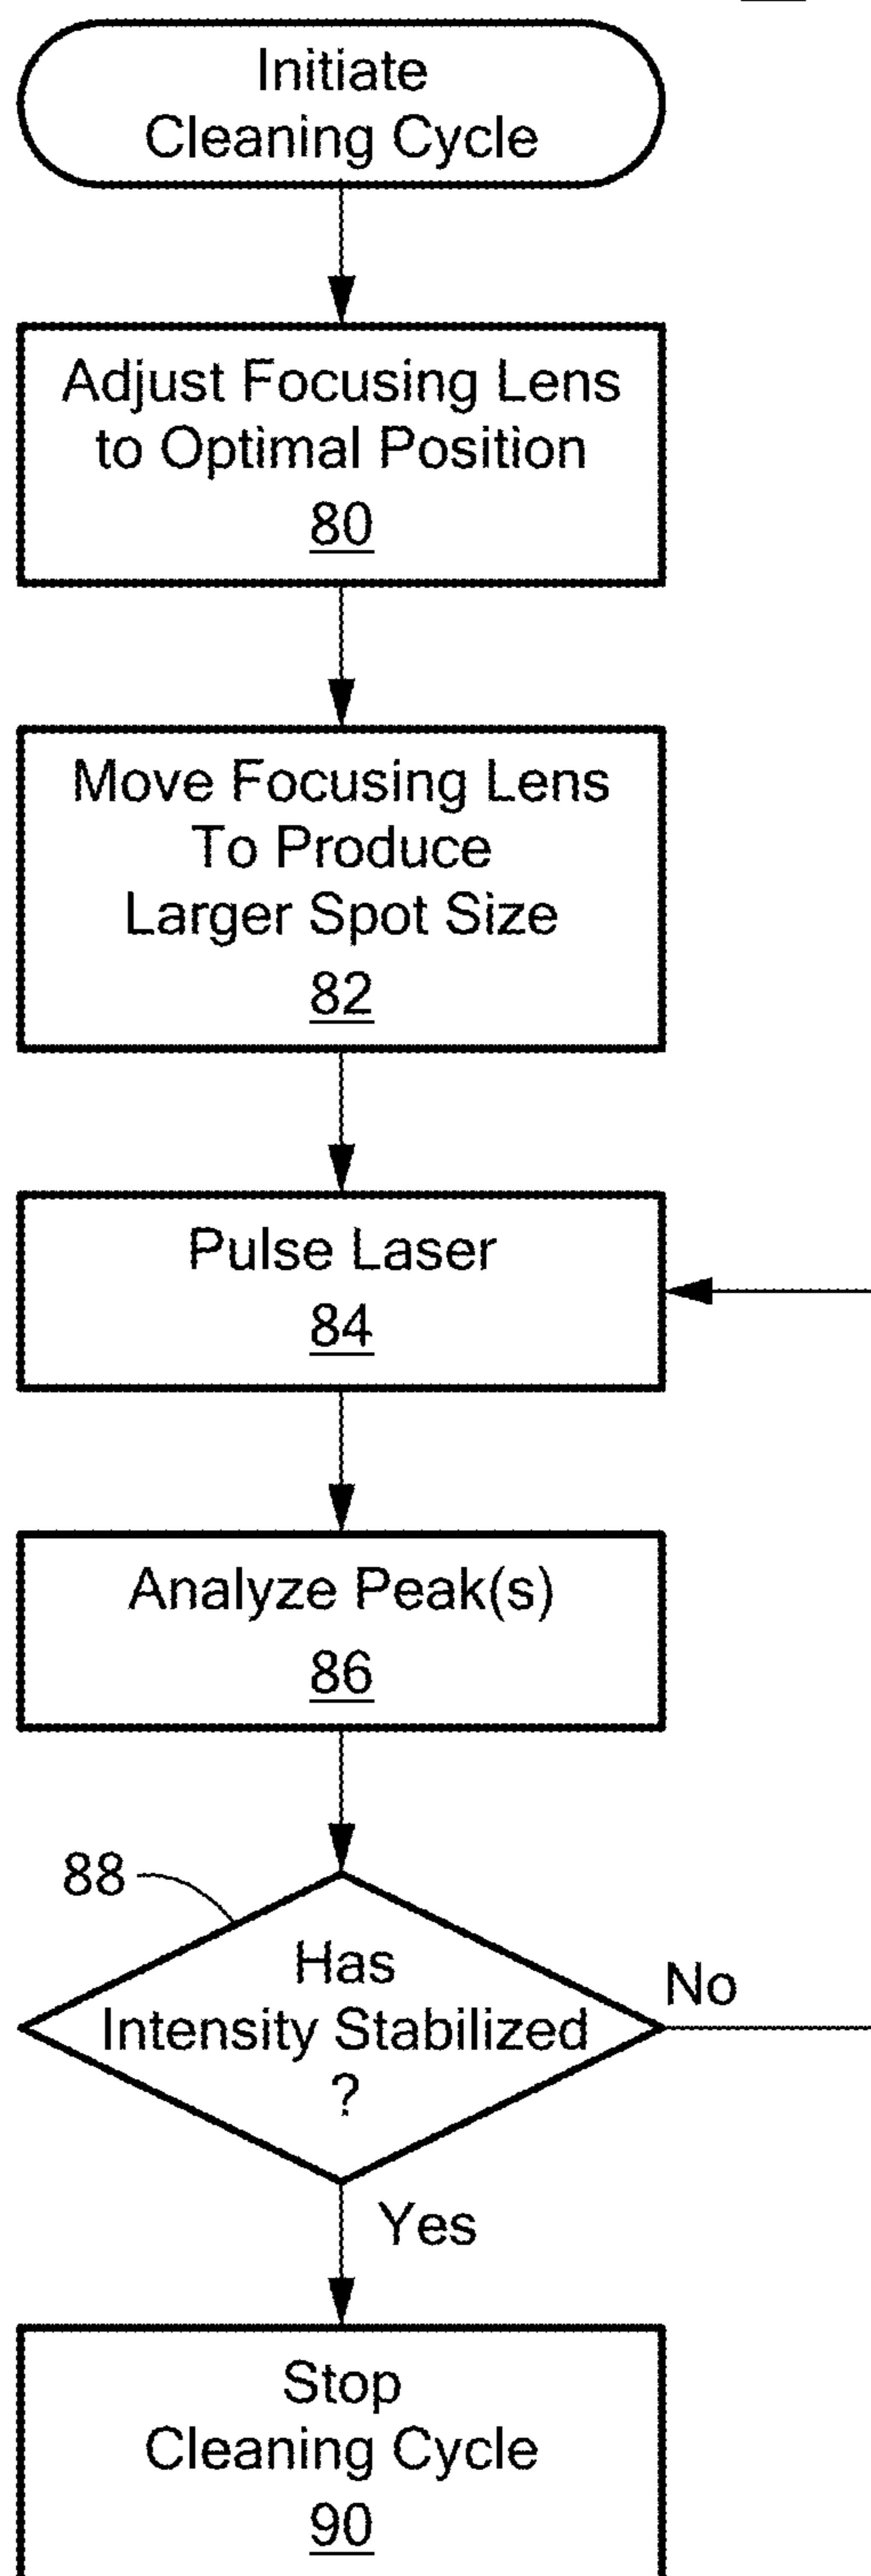 Initiate
Cleaning Cycle
Adjust Focusing Lens
to Optimal Position
80
Move Focusing Lens
To Produce
Larger Spot Size
82
Pulse Laser
84
Analyze Peak(s)
86
88
Has
Intensity Stabilized
?
No
Yes
Stop
Cleaning Cycle
90